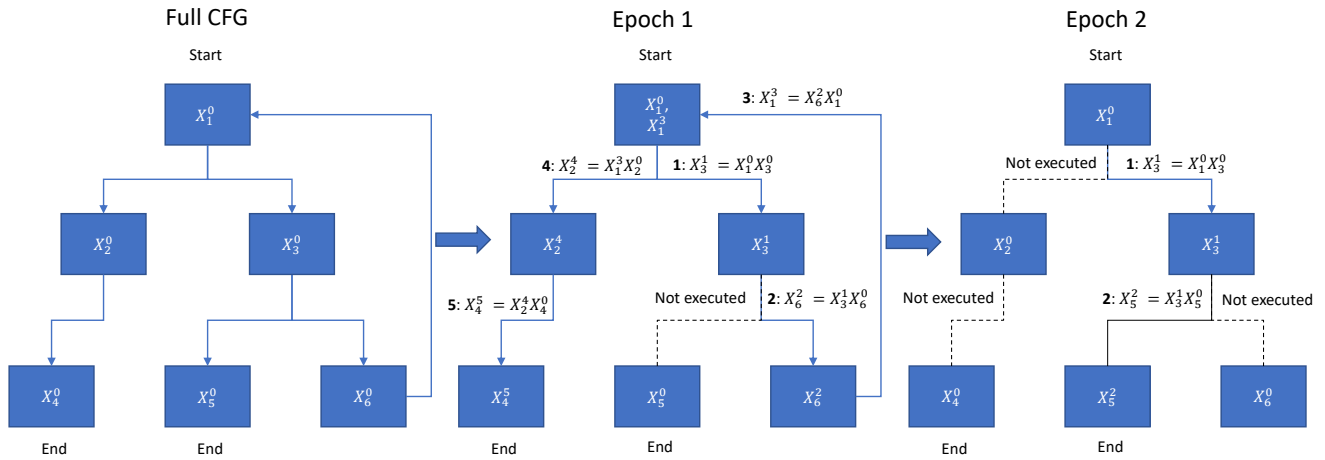 Full CFG
Start
X_1^0
X_2^0
X_3^0
X_4^0
X_5^0
X_6^0
End
End
Epoch 1
Start
X_1^0,
X_1^3
3: X_1^3 = X_6^2 X_1^0
4: X_2^4 = X_1^3 X_2^0
1: X_3^1 = X_1^0 X_3^0
X_2^4
X_3^1
5: X_4^5 = X_2^4 X_4^0
Not executed
2: X_6^2 = X_3^1 X_6^0
X_4^5
X_5^0
X_6^2
End
End
Epoch 2
Start
X_1^0
Not executed
1: X_3^1 = X_1^0 X_3^0
X_2^0
X_3^1
Not executed
2: X_5^2 = X_3^1 X_5^0
Not executed
X_4^0
X_5^2
X_6^0
End
End